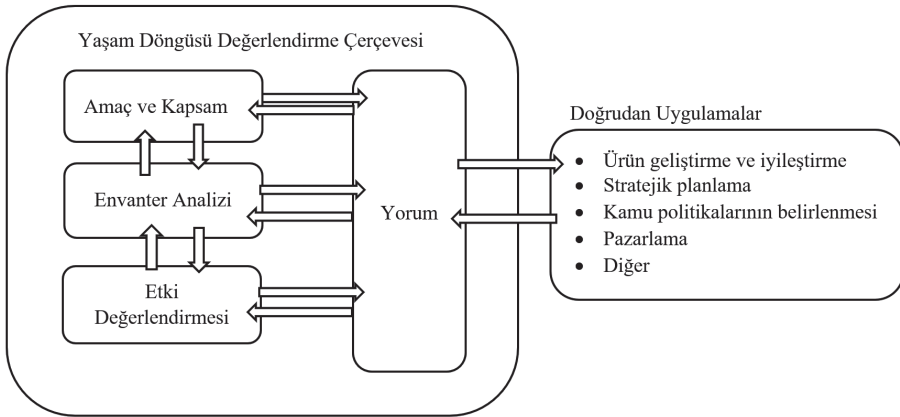 Yaşam Döngüsü Değerlendirme Çerçevesi
Amaç ve Kapsam
Envanter Analizi
Etki
Değerlendirmesi
Yorum
Doğrudan Uygulamalar
• Ürün geliştirme ve iyileştirme
• Stratejik planlama
• Kamu politikalarının belirlenmesi
• Pazarlama
• Diğer